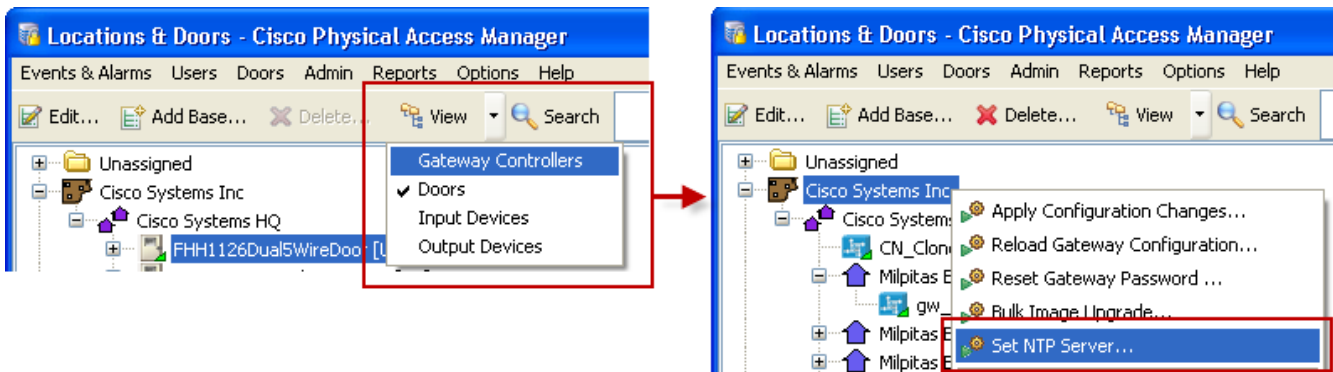 Locations & Doors - Cisco Physical Access Manager
Events & Alarms Users Doors Admin Reports Options Help
Edit... Add Base... Delete... View Search
Unassigned
Cisco Systems Inc
Cisco Systems HQ
FHH1126Dual5WireDoor [U
Gateway Controllers
Doors
Input Devices
Output Devices
Locations & Doors - Cisco Physical Access Manager
Events & Alarms Users Doors Admin Reports Options Help
Edit... Add Base... Delete... View Search
Unassigned
Cisco Systems Inc
Cisco Systems
CN_Clon
Milpitas B
gw_
Milpitas B
Milpitas B
Apply Configuration Changes...
Reload Gateway Configuration...
Reset Gateway Password ...
Bulk Image Upgrade...
Set NTP Server...